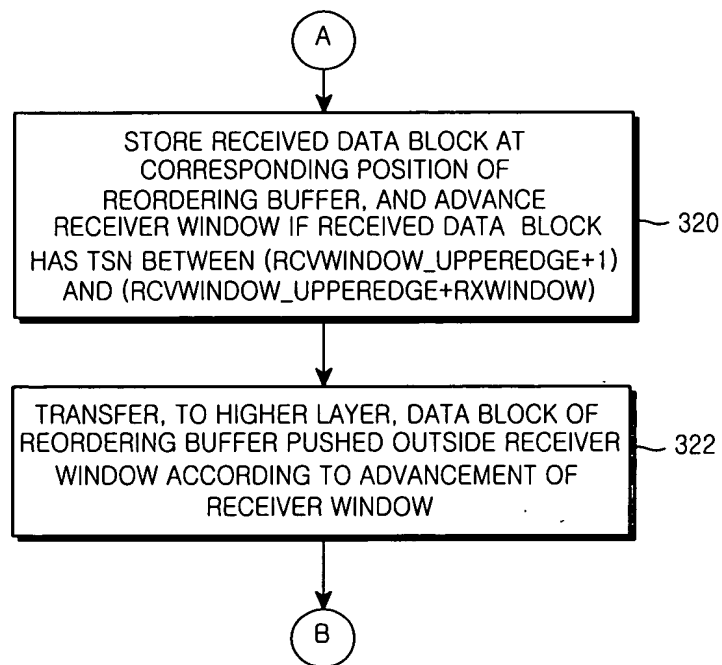 A
STORE RECEIVED DATA BLOCK AT
CORRESPONDING POSITION OF
REORDERING BUFFER, AND ADVANCE
RECEIVER WINDOW IF RECEIVED DATA BLOCK
HAS TSN BETWEEN (RCVWINDOW_UPPEREDGE+1)
AND (RCVWINDOW_UPPEREDGE+RXWINDOW)
320
TRANSFER, TO HIGHER LAYER, DATA BLOCK OF
REORDERING BUFFER PUSHED OUTSIDE RECEIVER
WINDOW ACCORDING TO ADVANCEMENT OF
RECEIVER WINDOW
322
B